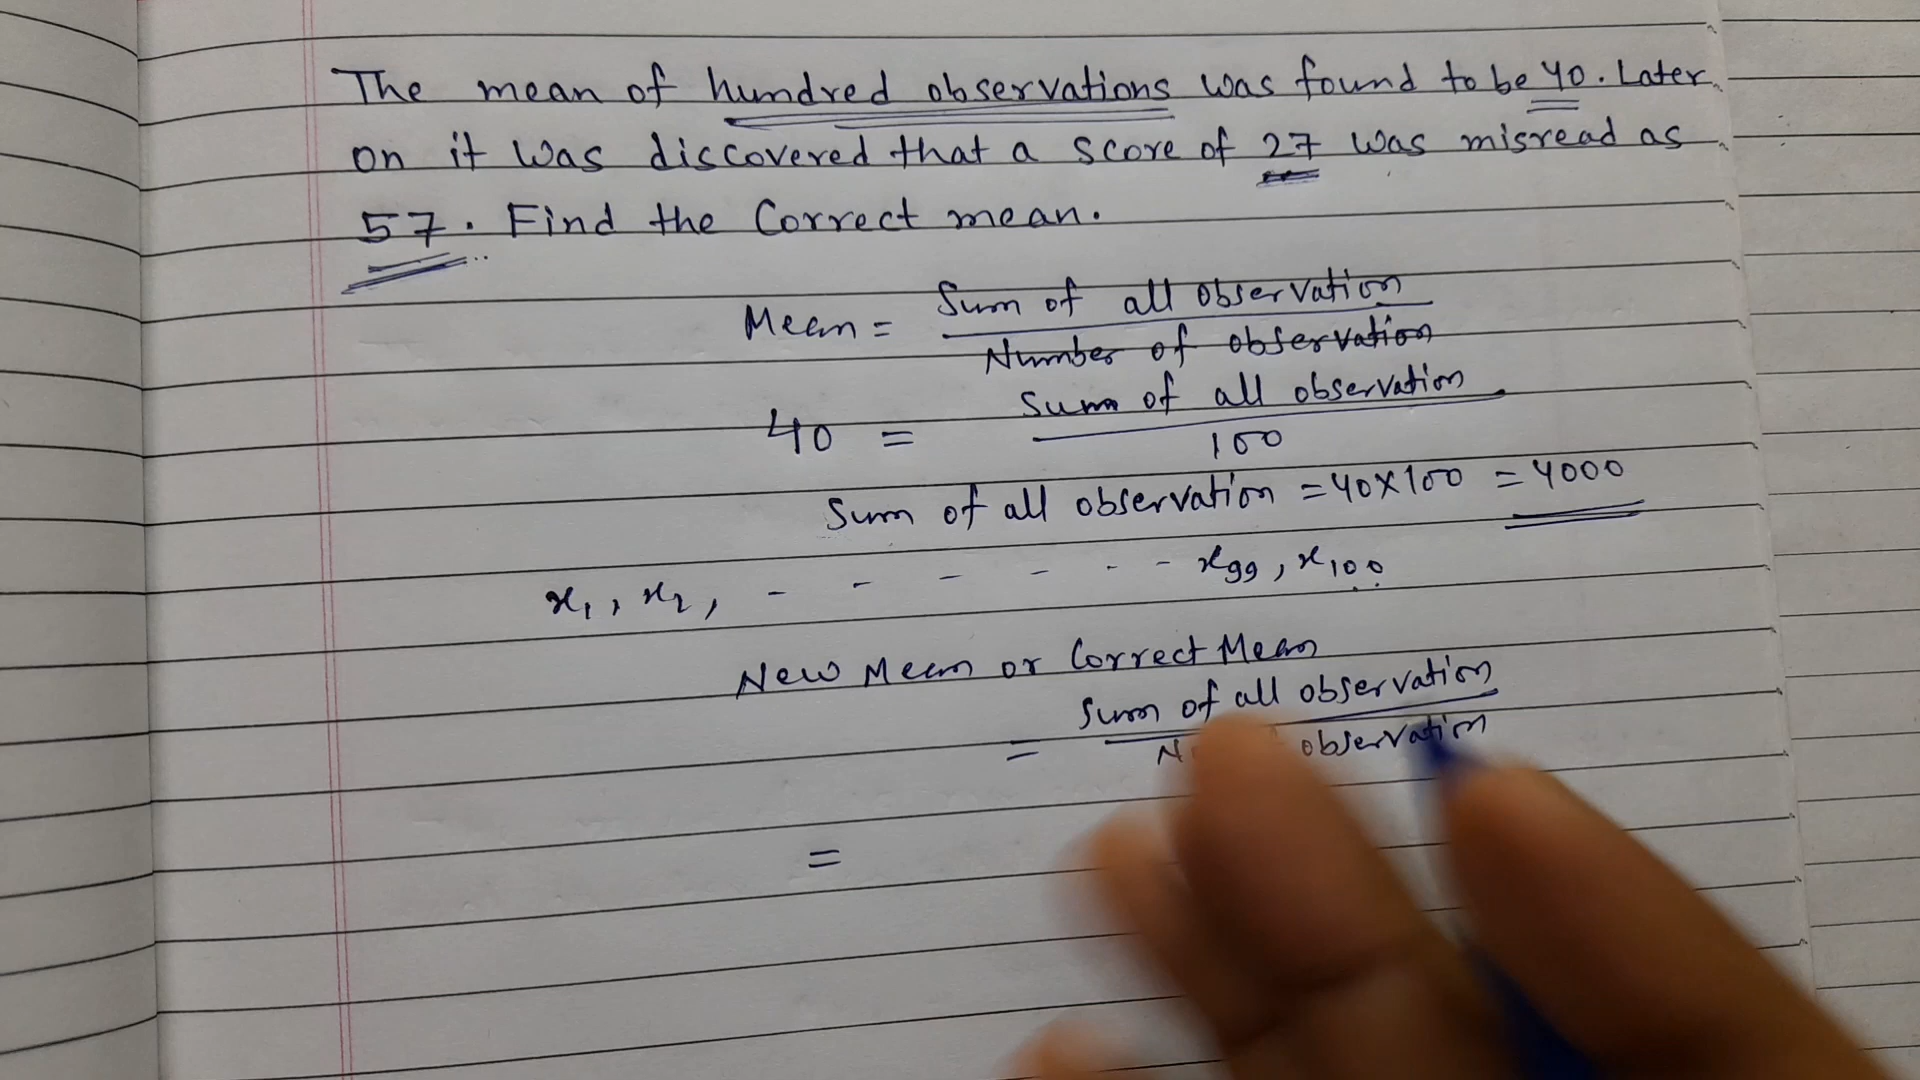 The mean of hundred observations was found to be 40. Later
on it was discovered that a score of 27 was misread as
57. Find the Correct mean.
Mean = Sum of all observation
Number of observation
40 = Sum of all observation
100
Sum of all observation = 40×100 = 4000
x₁, x₂, - - - - - - x₉₉, x₁₀₀
New Mean or Correct Mean
= Sum of all observation
observation
=